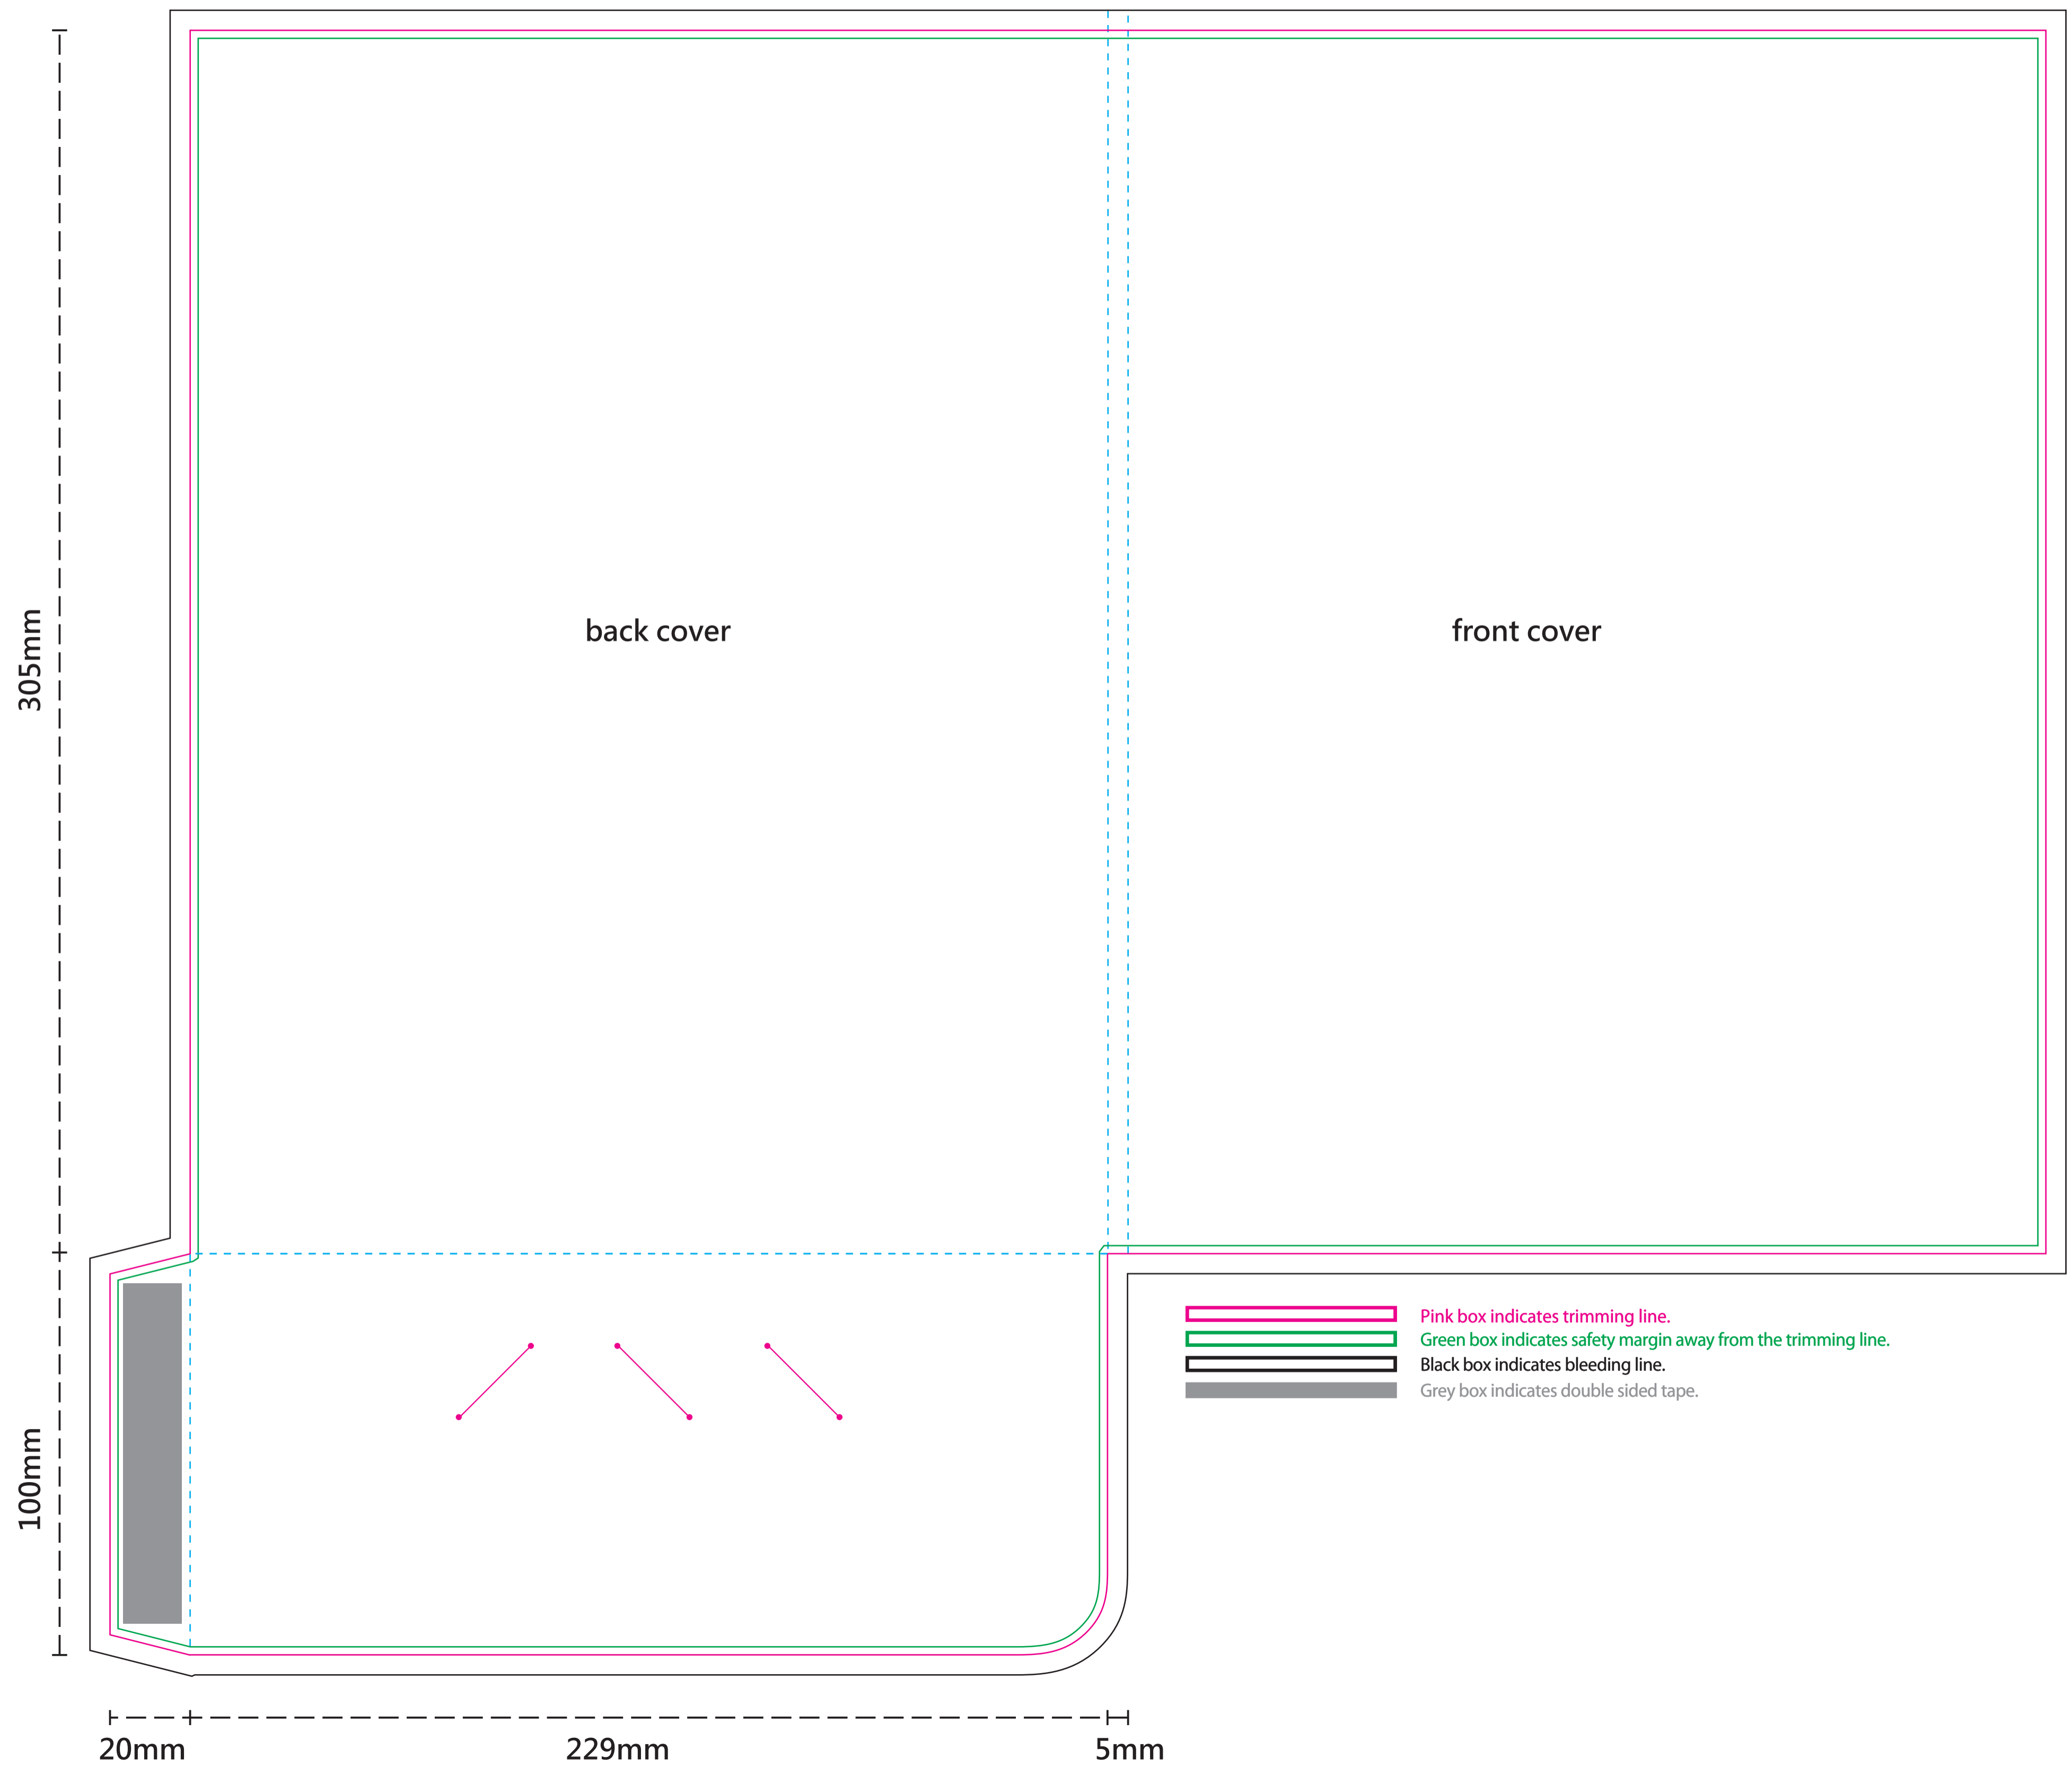 305mm
back cover
front cover
Pink box indicates trimming line.
Green box indicates safety margin away from the trimming line.
Black box indicates bleeding line.
Grey box indicates double sided tape.
100mm
20mm
229mm
5mm